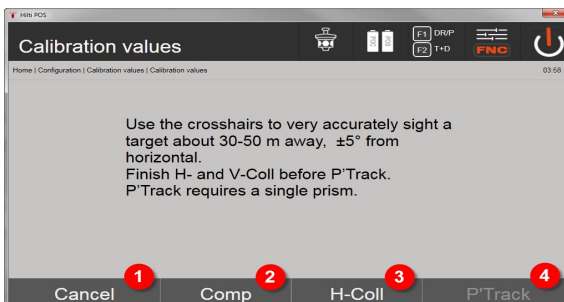 Hilti POS
Calibration values
POC
POS
F1 DR/P
F2 T+D
FNC
Home | Configuration | Calibration values | Calibration values
03:58
Use the crosshairs to very accurately sight a
target about 30-50 m away, ±5° from
horizontal.
Finish H- and V-Coll before P'Track.
P'Track requires a single prism.
1
2
3
4
Cancel
Comp
H-Coll
P'Track